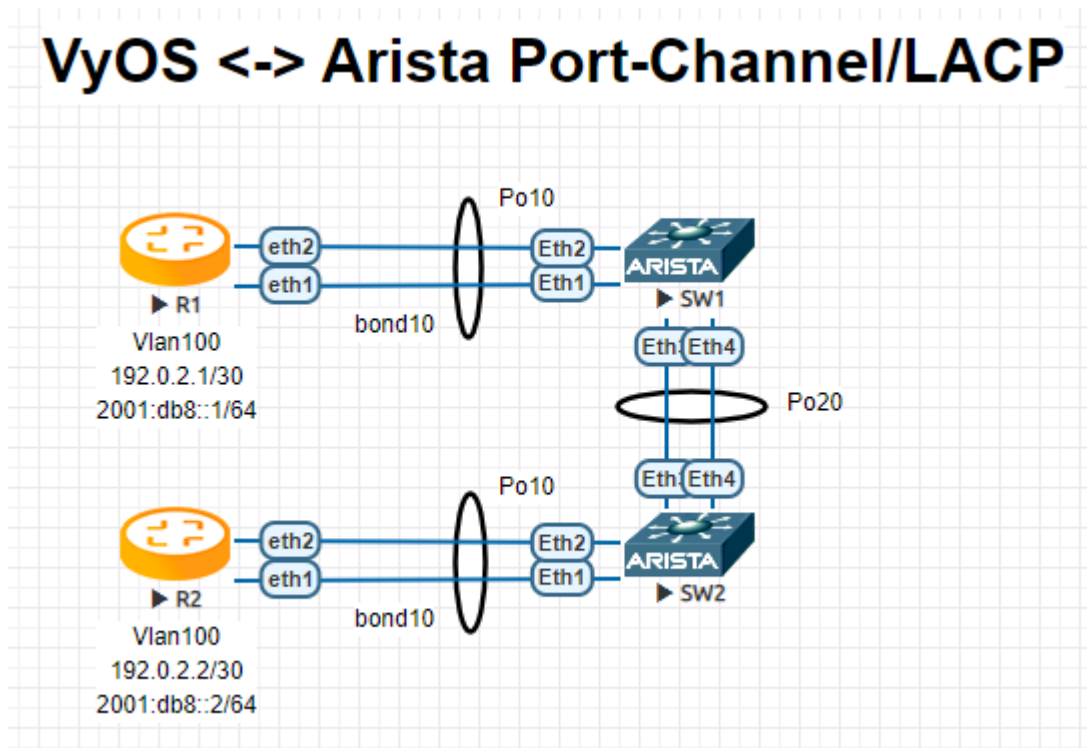 VyOS <-> Arista Port-Channel/LACP
Po10
eth2
Eth2
eth1
Eth1
ARISTA
R1
SW1
bond10
Vlan100
192.0.2.1/30
2001:db8::1/64
Eth
Eth4
Po20
Po10
Eth
Eth4
eth2
Eth2
eth1
Eth1
ARISTA
R2
SW2
bond10
Vlan100
192.0.2.2/30
2001:db8::2/64